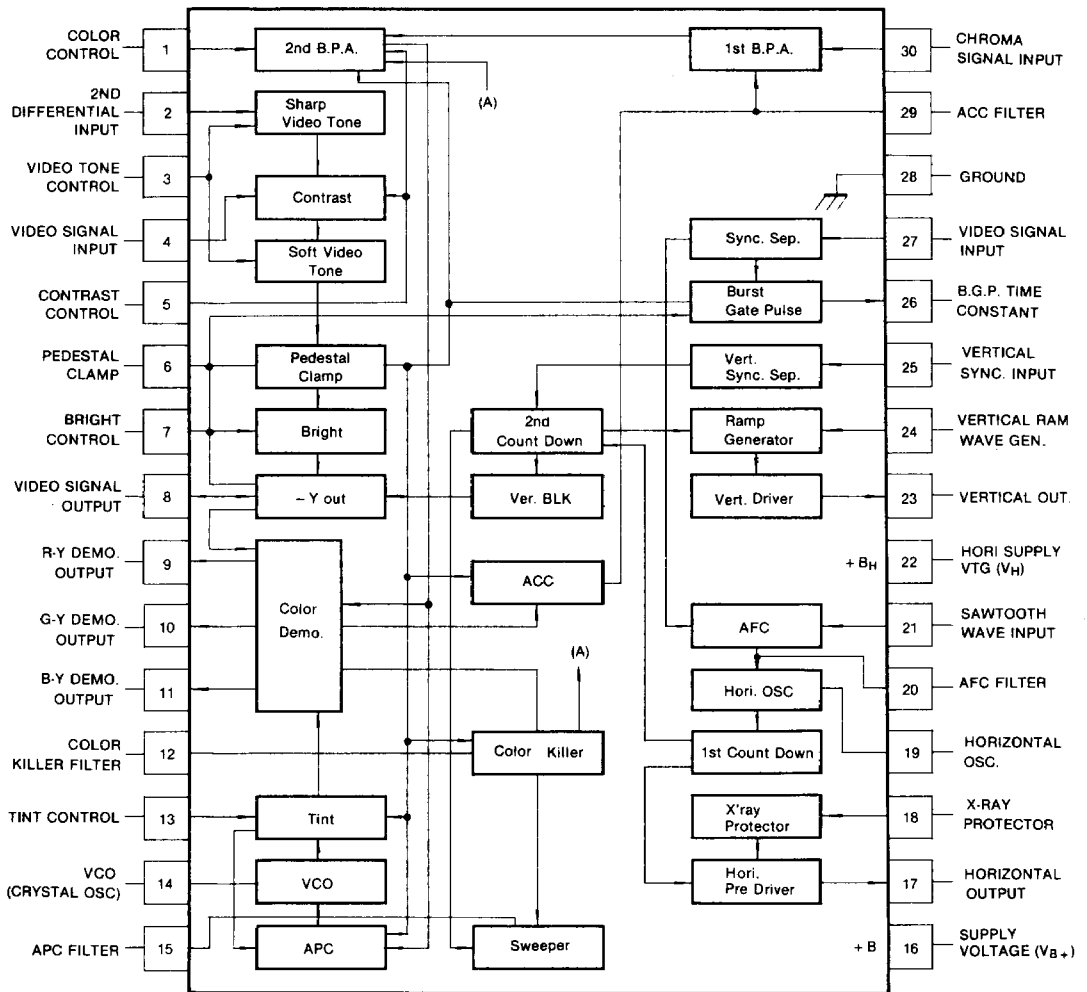 COLOR
CONTROL
1
2ND
DIFFERENTIAL
INPUT
2
VIDEO TONE
CONTROL
3
VIDEO SIGNAL
INPUT
4
CONTRAST
CONTROL
5
PEDESTAL
CLAMP
6
BRIGHT
CONTROL
7
VIDEO SIGNAL
OUTPUT
8
R-Y DEMO.
OUTPUT
9
G-Y DEMO.
OUTPUT
10
B-Y DEMO.
OUTPUT
11
COLOR
KILLER FILTER
12
TINT CONTROL
13
VCO
(CRYSTAL OSC)
14
APC FILTER
15
2nd B.P.A.
Sharp
Video Tone
Contrast
Soft Video
Tone
Pedestal
Clamp
Bright
~ Y out
Color
Demo.
Tint
VCO
APC
(A)
2nd
Count Down
Ver. BLK
ACC
(A)
Color Killer
Sweeper
1st B.P.A.
Sync. Sep.
Burst
Gate Pulse
Vert.
Sync. Sep.
Ramp
Generator
Vert. Driver
+ BH
AFC
Hori. OSC
1st Count Down
X'ray
Protector
Hori.
Pre Driver
+ B
30
CHROMA
SIGNAL INPUT
29
ACC FILTER
28
GROUND
27
VIDEO SIGNAL
INPUT
26
B.G.P. TIME
CONSTANT
25
VERTICAL
SYNC. INPUT
24
VERTICAL RAM
WAVE GEN.
23
VERTICAL OUT.
22
HORI SUPPLY
VTG (VH)
21
SAWTOOTH
WAVE INPUT
20
AFC FILTER
19
HORIZONTAL
OSC.
18
X-RAY
PROTECTOR
17
HORIZONTAL
OUTPUT
16
SUPPLY
VOLTAGE (VB+)